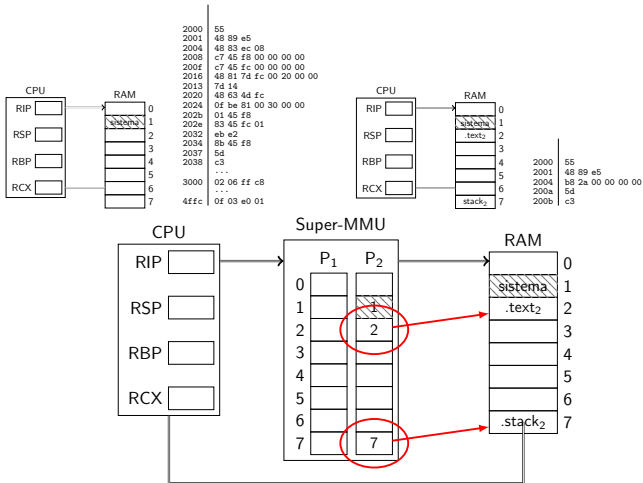 2000 55
2001 48 89 e5
2004 48 83 ec 08
2008 c7 45 f8 00 00 00 00
200f c7 45 fc 00 00 00 00
2016 48 81 7d fc 00 20 00 00
2013 7d 14
2020 48 63 4d fc
2024 0f be 81 00 30 00 00
202b 01 45 f8
202e 83 45 fc 01
2032 eb e2
2034 8b 45 f8
2037 5d
2038 c3
...
3000 02 06 ff c8
...
4ffc 0f 03 e0 01
CPU
RIP
RSP
RBP
RCX
RAM
0
sistema 1
2
3
4
5
6
7
CPU
RIP
RSP
RBP
RCX
RAM
0
sistema 1
.text₂ 2
3
4
5
6
stack₂ 7
2000 55
2001 48 89 e5
2004 b8 2a 00 00 00 00
200a 5d
200b c3
CPU
RIP
RSP
RBP
RCX
Super-MMU
P₁ P₂
0
1 1
2 2
3
4
5
6
7 7
RAM
0
sistema 1
.text₂ 2
3
4
5
6
.stack₂ 7